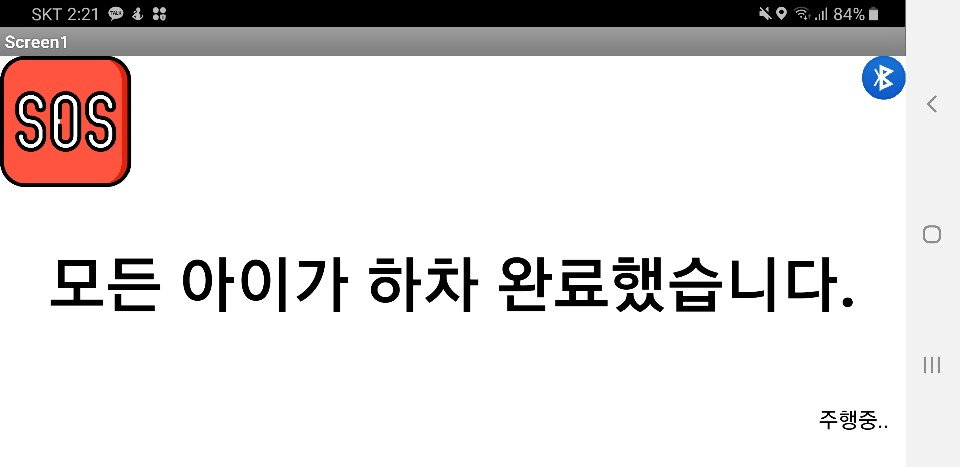 SKT 2:21 TALK 84%
Screen1
SOS
모든 아이가 하차 완료했습니다.
주행중..